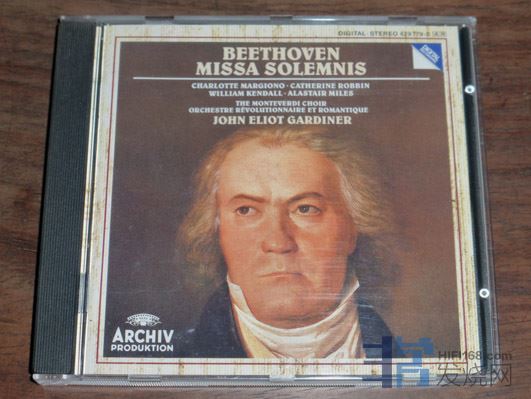 DIGITAL·STEREO 429 779-2
BEETHOVEN
MISSA SOLEMNIS
CHARLOTTE MARGIONO · CATHERINE ROBBIN
WILLIAM KENDALL · ALASTAIR MILES
THE MONTEVERDI CHOIR
ORCHESTRE RÉVOLUTIONNAIRE ET ROMANTIQUE
JOHN ELIOT GARDINER
ARCHIV
PRODUKTION
HIFI168.com
发烧网